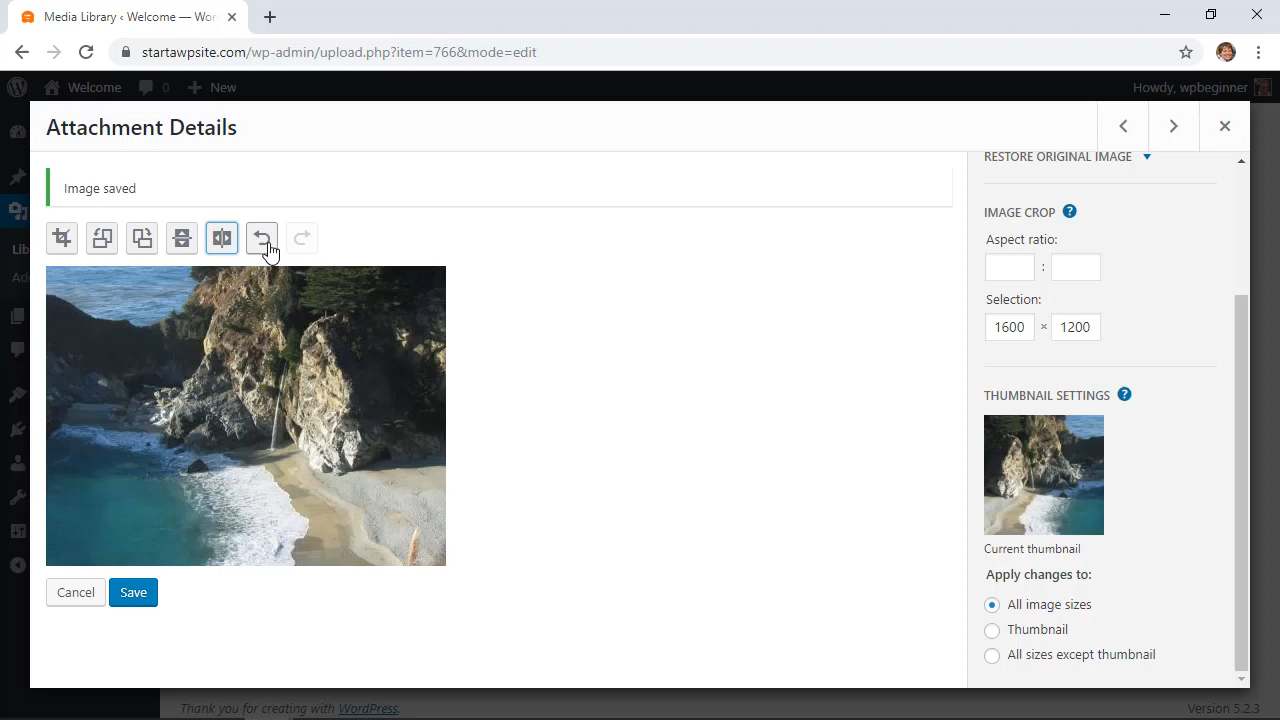 Media Library ‹ Welcome — Wor
startawpsite.com/wp-admin/upload.php?item=766&mode=edit
Welcome 0 New Howdy, wpbeginner
Attachment Details
Image saved
RESTORE ORIGINAL IMAGE
IMAGE CROP ?
Aspect ratio:
:
Selection:
1600 × 1200
THUMBNAIL SETTINGS ?
Current thumbnail
Apply changes to:
All image sizes
Thumbnail
All sizes except thumbnail
Cancel Save
Lib
Ad
Thank you for creating with WordPress. Version 5.2.3